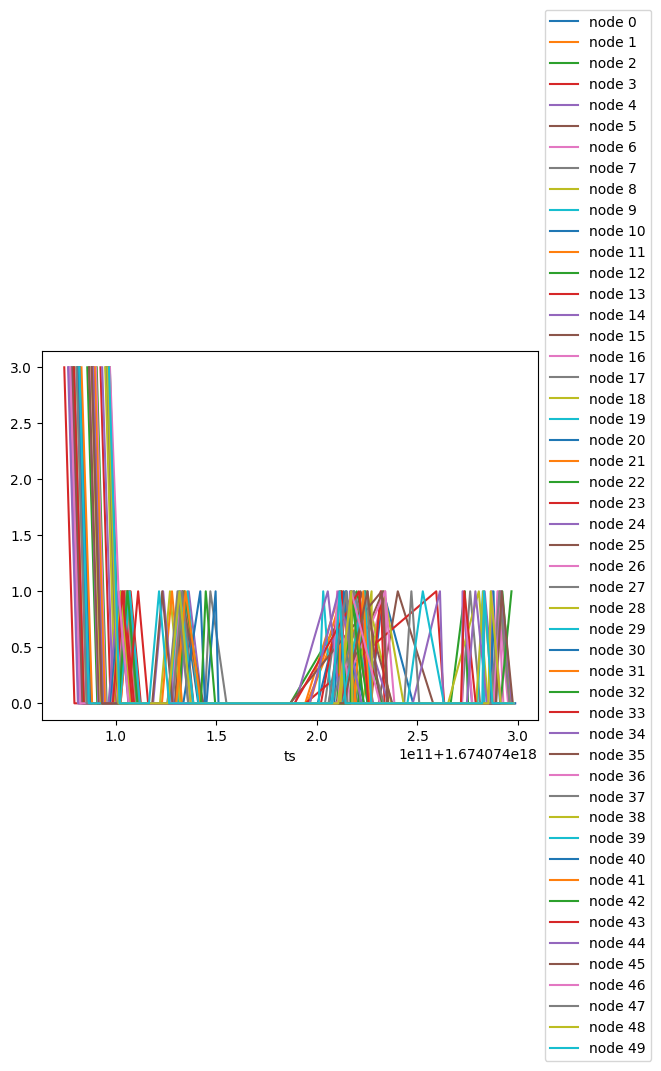 3.0
2.5
2.0
1.5
1.0
0.5
0.0
1.0 1.5 2.0 2.5 3.0
ts
1e11+1.674074e18
node 0
node 1
node 2
node 3
node 4
node 5
node 6
node 7
node 8
node 9
node 10
node 11
node 12
node 13
node 14
node 15
node 16
node 17
node 18
node 19
node 20
node 21
node 22
node 23
node 24
node 25
node 26
node 27
node 28
node 29
node 30
node 31
node 32
node 33
node 34
node 35
node 36
node 37
node 38
node 39
node 40
node 41
node 42
node 43
node 44
node 45
node 46
node 47
node 48
node 49